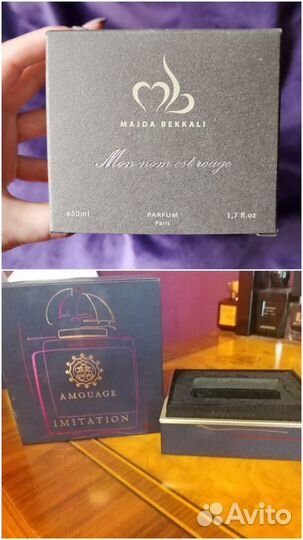 MAJDA BEKKALI
Mon nom est rouge
e50ml PARFUM 1,7 fl.oz
Paris
AMOUAGE
IMITATION
Avito